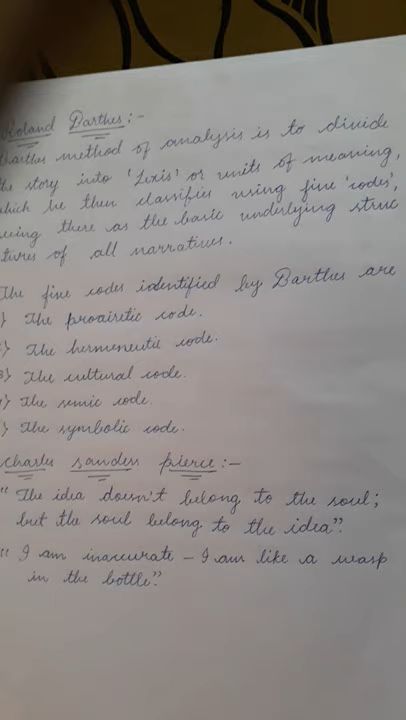 Roland Barthes:-
Barthes method of analysis is to divide
the story into 'Lexis' or units of meaning,
which he then classifies using five 'codes',
seeing there as the basic underlying struc
tures of all narratives.
The five codes identified by Barthes are
1} The proairetic code.
2} The hermeneutic code.
3} The cultural code.
4} The semic code.
5} The symbolic code.
Charles sanders pierce:-
"The idea doesn't belong to the soul;
but the soul belong to the idea".
"I am inaccurate - I am like a wasp
in the bottle".